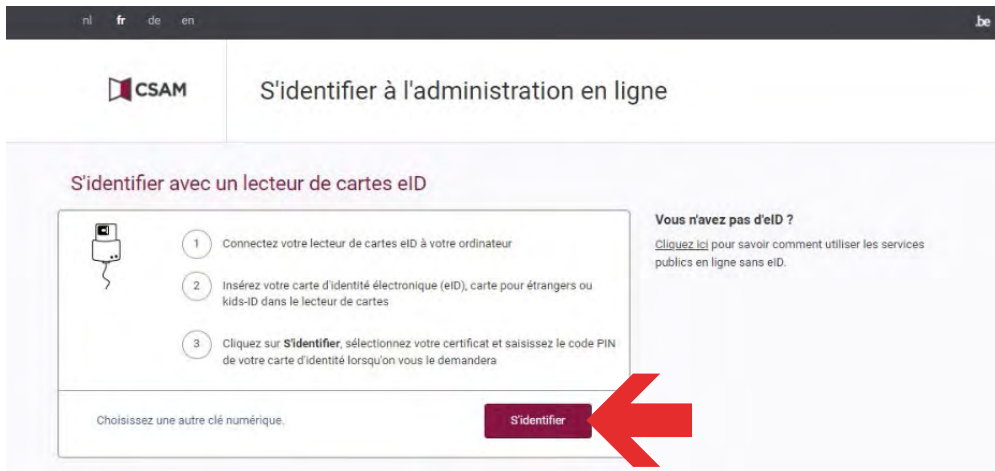 nl fr de en
.be
CSAM
S'identifier à l'administration en ligne
S'identifier avec un lecteur de cartes eID
1 Connectez votre lecteur de cartes eID à votre ordinateur
2 Insérez votre carte d'identité électronique (eID), carte pour étrangers ou
kids-ID dans le lecteur de cartes
3 Cliquez sur S'identifier, sélectionnez votre certificat et saisissez le code PIN
de votre carte d'identité lorsqu'on vous le demandera
Choisissez une autre clé numérique.
S'identifier
Vous n'avez pas d'eID ?
Cliquez ici pour savoir comment utiliser les services
publics en ligne sans eID.